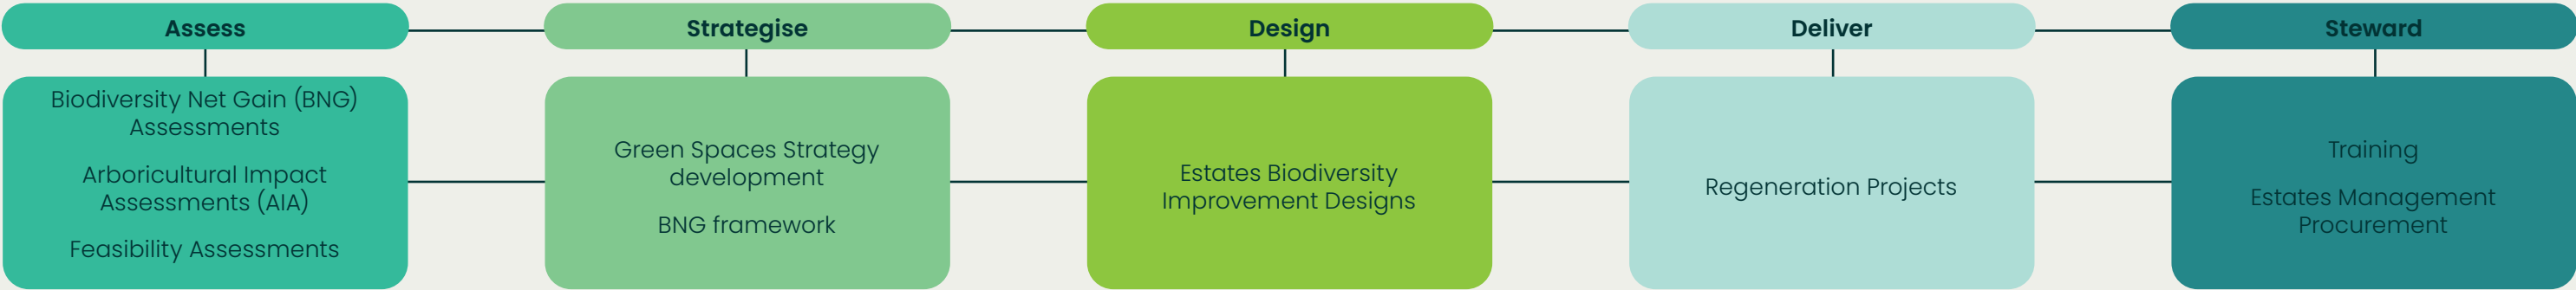 Assess
Strategise
Design
Deliver
Steward
Biodiversity Net Gain (BNG)
Assessments
Arboricultural Impact
Assessments (AIA)
Feasibility Assessments
Green Spaces Strategy
development
BNG framework
Estates Biodiversity
Improvement Designs
Regeneration Projects
Training
Estates Management
Procurement